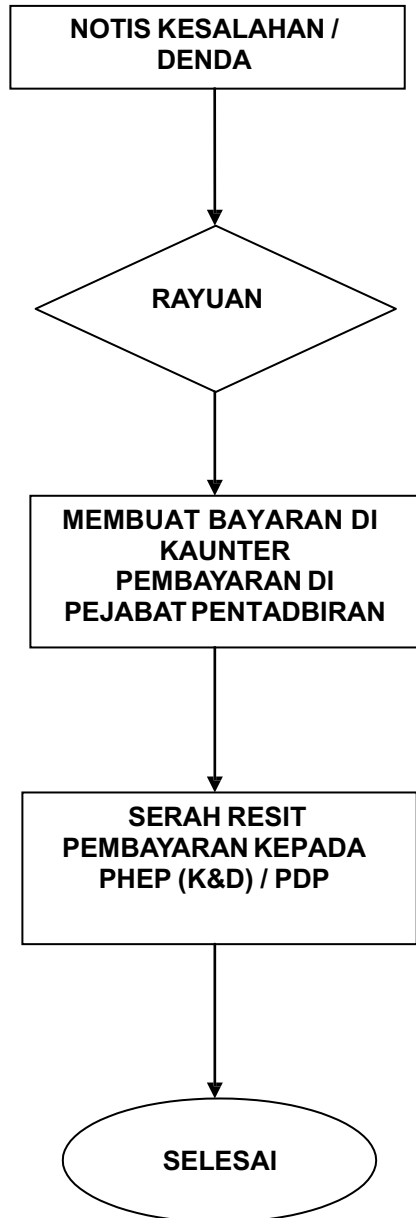 NOTIS KESALAHAN /
DENDA
RAYUAN
MEMBUAT BAYARAN DI
KAUNTER
PEMBAYARAN DI
PEJABAT PENTADBIRAN
SERAH RESIT
PEMBAYARAN KEPADA
PHEP (K&D) / PDP
SELESAI